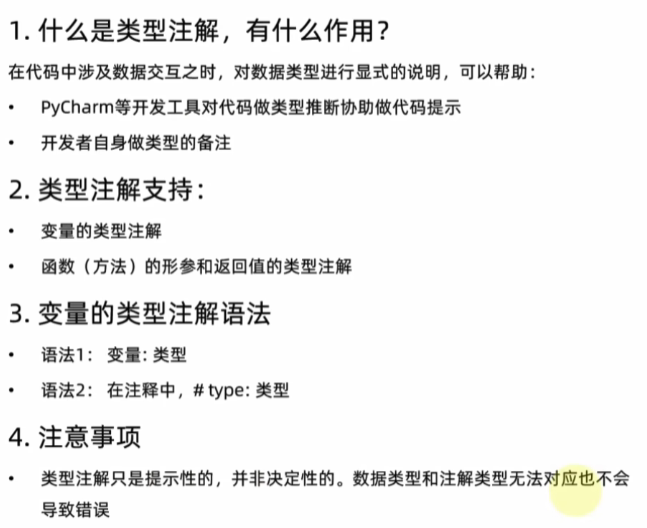 1. 什么是类型注解，有什么作用？
在代码中涉及数据交互之时，对数据类型进行显式的说明，可以帮助：
• PyCharm等开发工具对代码做类型推断协助做代码提示
• 开发者自身做类型的备注
2. 类型注解支持：
• 变量的类型注解
• 函数（方法）的形参和返回值的类型注解
3. 变量的类型注解语法
• 语法1： 变量: 类型
• 语法2： 在注释中，# type: 类型
4. 注意事项
• 类型注解只是提示性的，并非决定性的。数据类型和注解类型无法对应也不会
导致错误